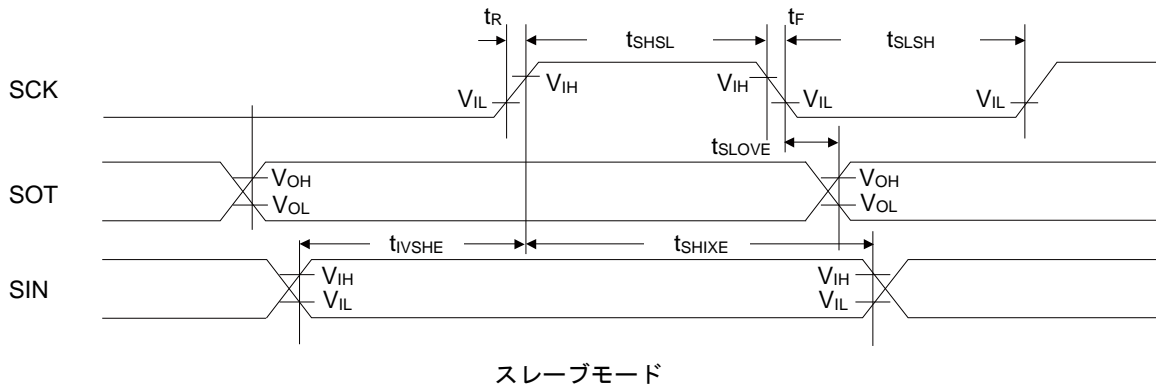 tR tF
tSHSL tSLSH
SCK VIL VIH VIH VIL VIL
tSLOVE
SOT VOH VOL VOH VOL
tIVSHE tSHIXE
SIN VIH VIL VIH VIL
スレーブモード